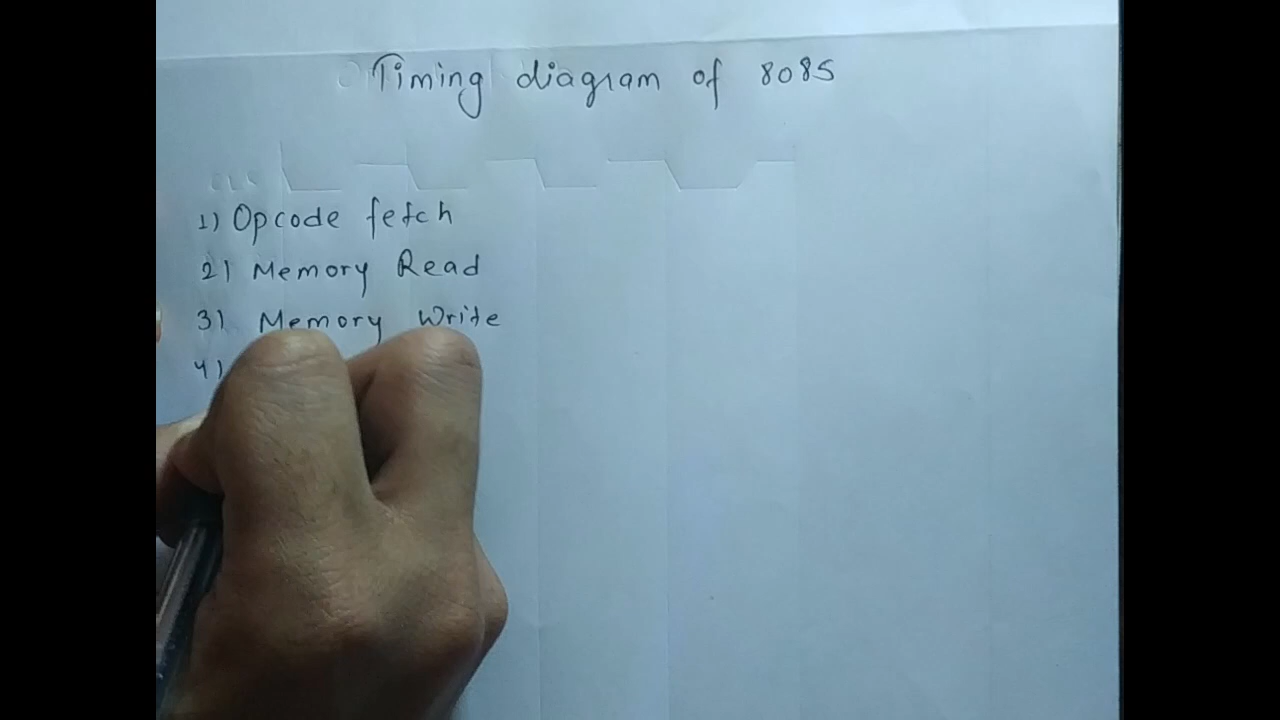 Timing diagram of 8085
1) Opcode fetch
2) Memory Read
3) Memory Write
4)